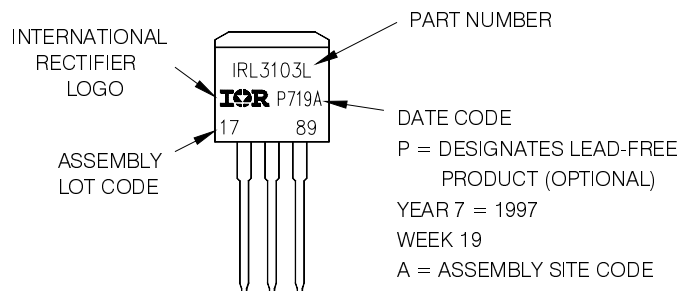 PART NUMBER
INTERNATIONAL
RECTIFIER
LOGO
IRL3103L
IOR P719A
17 89
ASSEMBLY
LOT CODE
DATE CODE
P = DESIGNATES LEAD-FREE
PRODUCT (OPTIONAL)
YEAR 7 = 1997
WEEK 19
A = ASSEMBLY SITE CODE